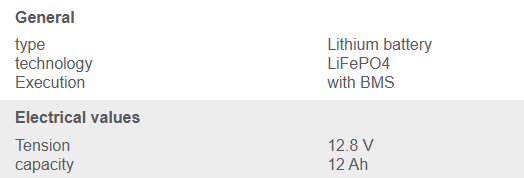 General
type Lithium battery
technology LiFePO4
Execution with BMS
Electrical values
Tension 12.8 V
capacity 12 Ah